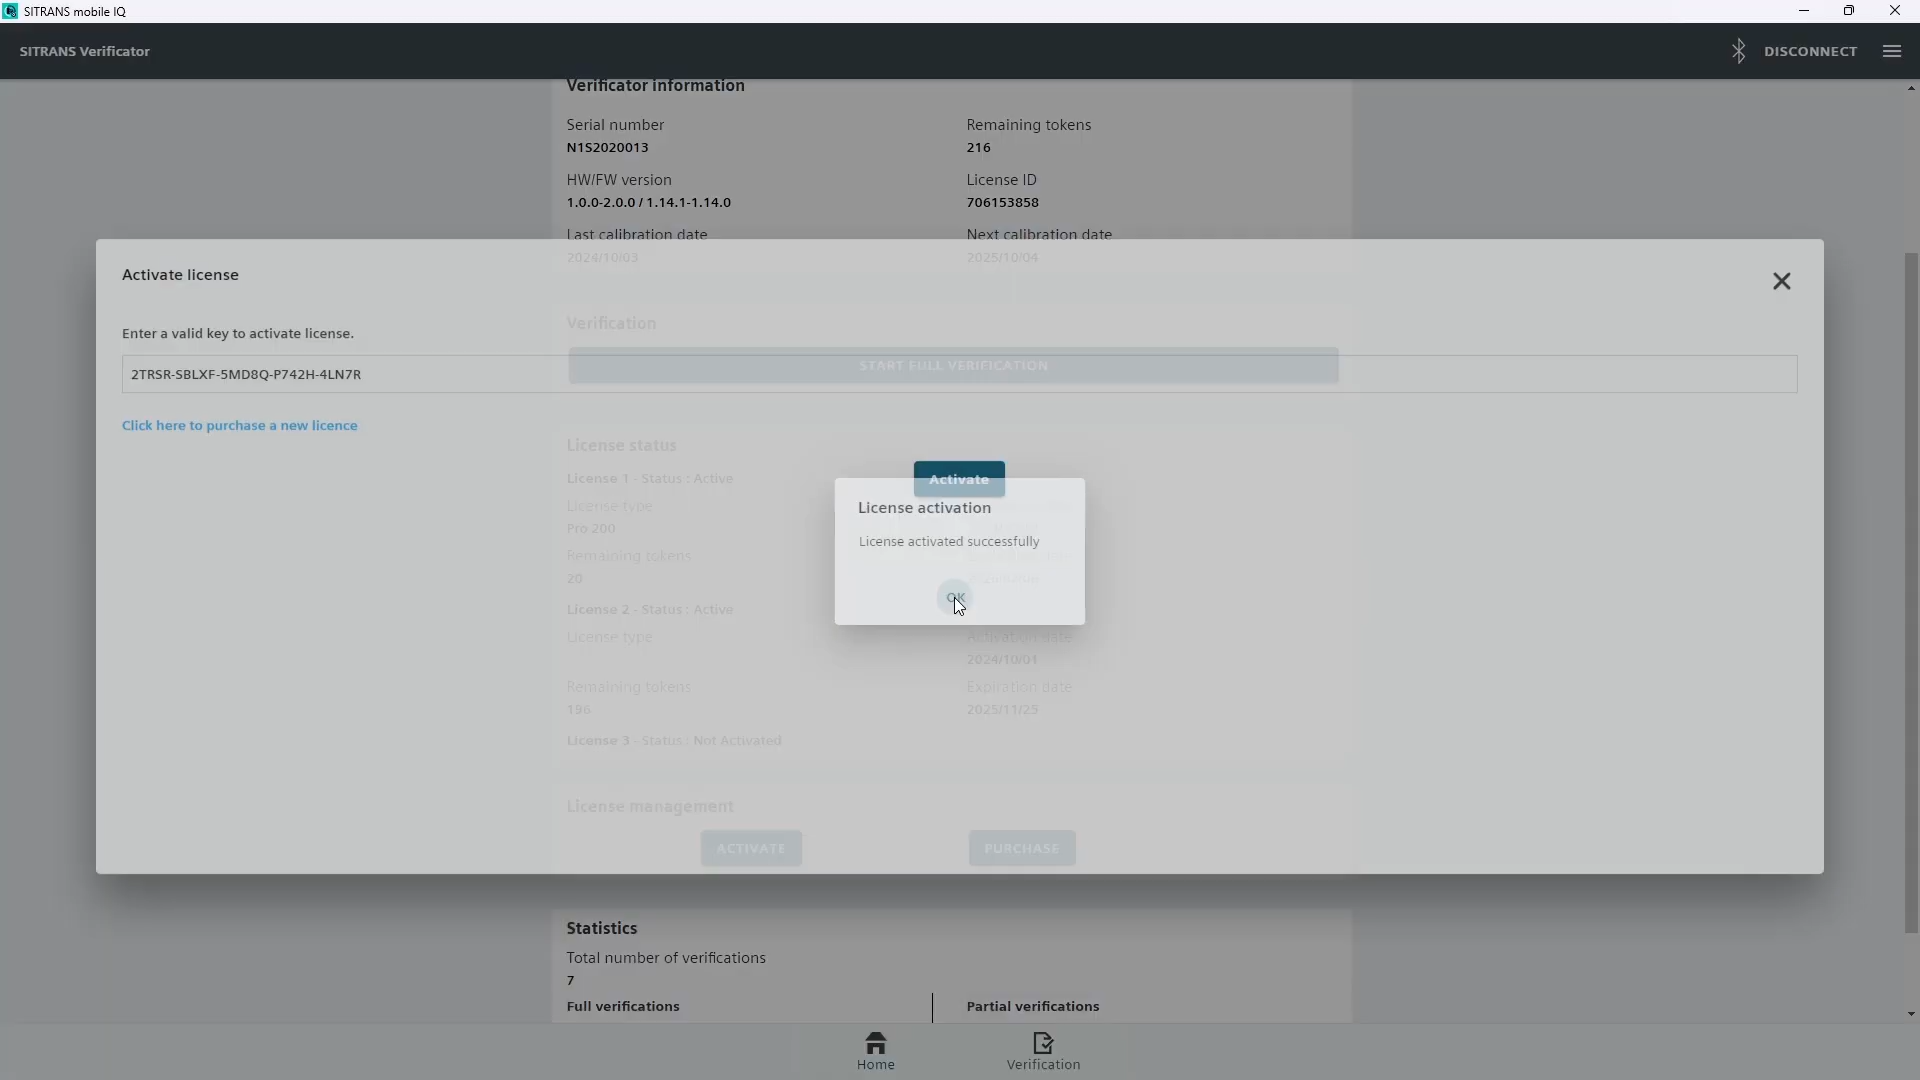 SITRANS mobile IQ
SITRANS Verificator
DISCONNECT
Verificator information
Serial number
N1S2020013
Remaining tokens
216
HW/FW version
1.0.0-2.0.0 / 1.14.1-1.14.0
License ID
706153858
Last calibration date
2024/10/03
Next calibration date
2025/10/04
Activate license
Enter a valid key to activate license.
2TRSR-SBLXF-5MD8Q-P742H-4LN7R
Click here to purchase a new licence
Verification
START FULL VERIFICATION
License status
License 1 - Status : Active
License type
Pro 200
Remaining tokens
20
Activate
License activation
License activated successfully
OK
License 2 - Status : Active
License type
Activation date
2024/10/01
Remaining tokens
196
Expiration date
2025/11/25
License 3 - Status : Not Activated
License management
ACTIVATE
PURCHASE
Statistics
Total number of verifications
7
Full verifications
Partial verifications
Home
Verification